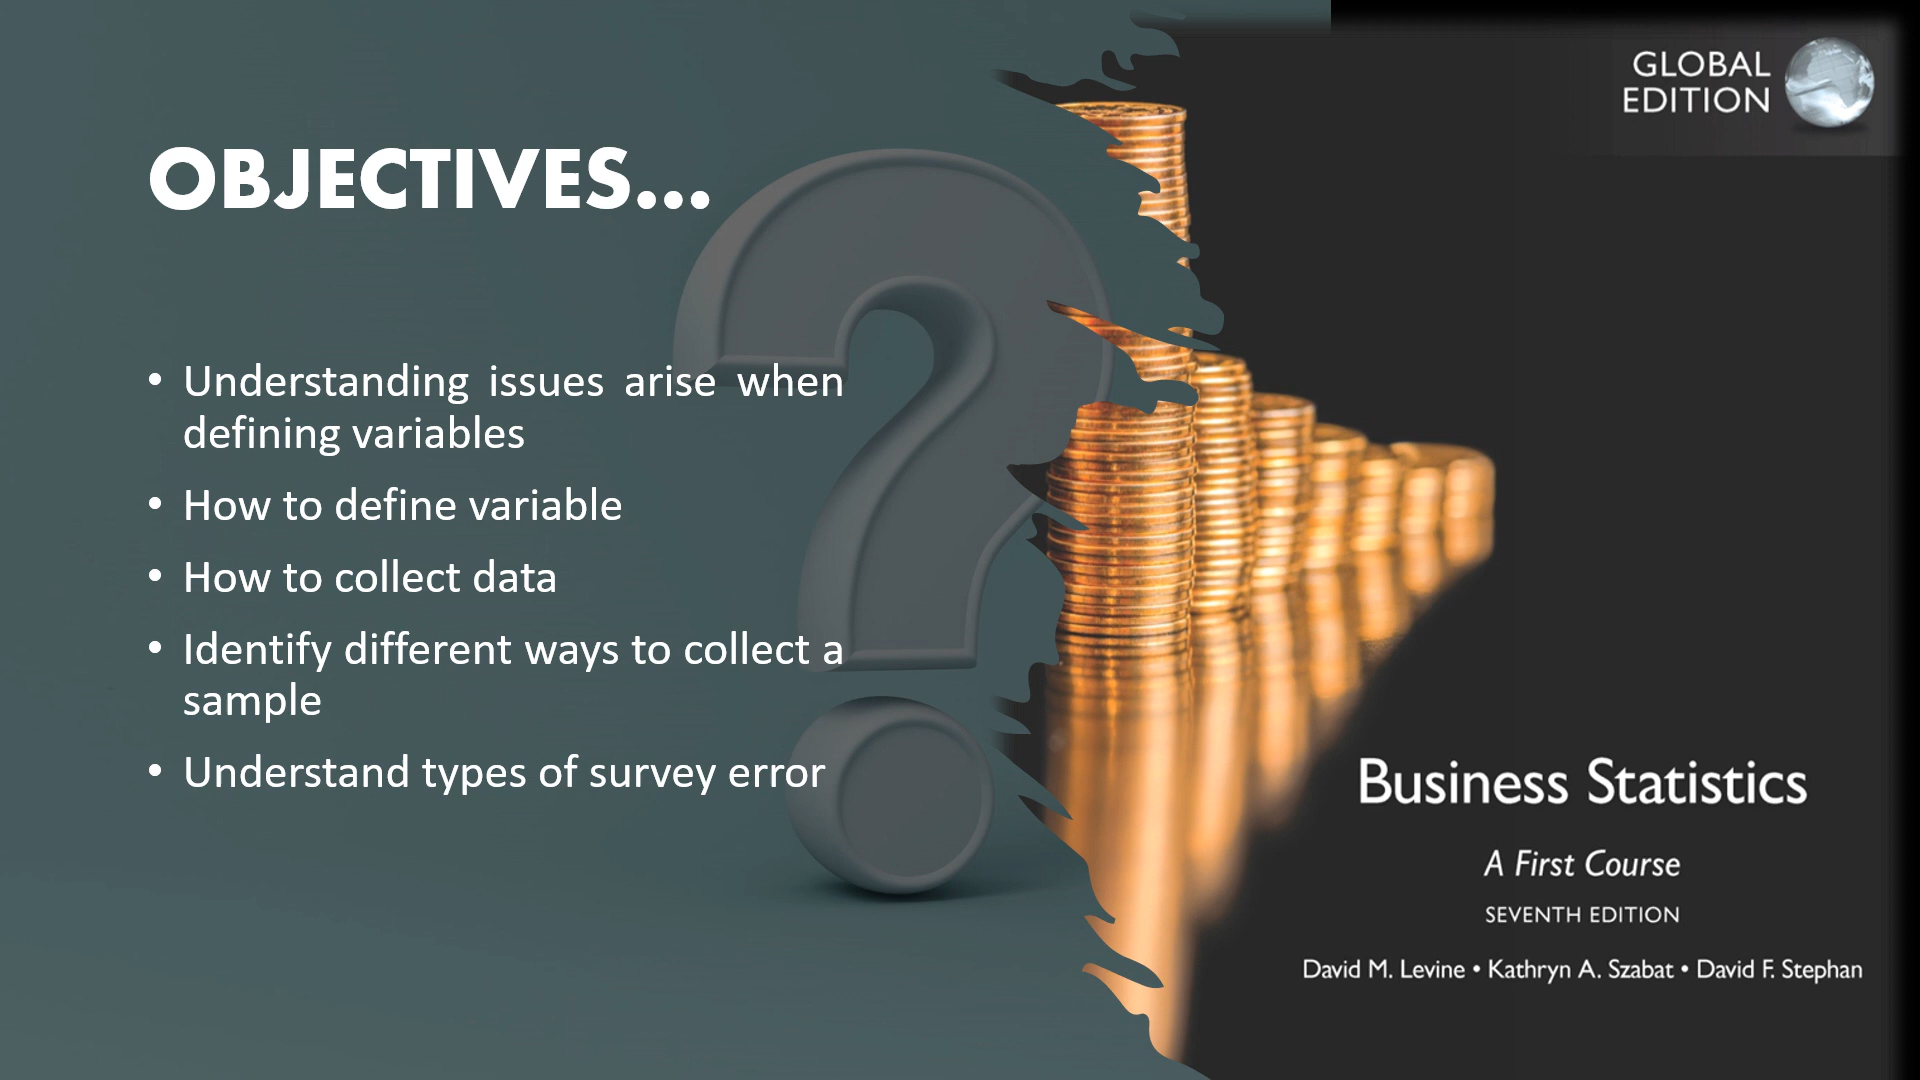 OBJECTIVES...
• Understanding issues arise when
defining variables
• How to define variable
• How to collect data
• Identify different ways to collect a
sample
• Understand types of survey error
GLOBAL
EDITION
Business Statistics
A First Course
SEVENTH EDITION
David M. Levine • Kathryn A. Szabat • David F. Stephan